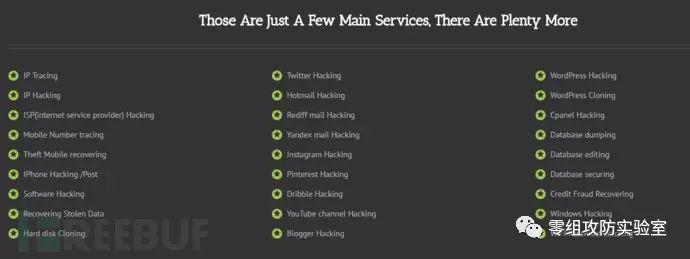 Those Are Just A Few Main Services, There Are Plenty More
IP Tracing
IP Hacking
ISP(internet service provider) Hacking
Mobile Number tracing
Theft Mobile recovering
IPhone Hacking /Post
Software Hacking
Recovering Stolen Data
Hard disk Cloning
Twitter Hacking
Hotmail Hacking
Rediff mail Hacking
Yandex mail Hacking
Instagram Hacking
Pinterest Hacking
Dribble Hacking
YouTube channel Hacking
Blogger Hacking
WordPress Hacking
WordPress Cloning
Cpanel Hacking
Database dumping
Database editing
Database securing
Credit Fraud Recovering
Windows Hacking
REEBUF
零组攻防实验室